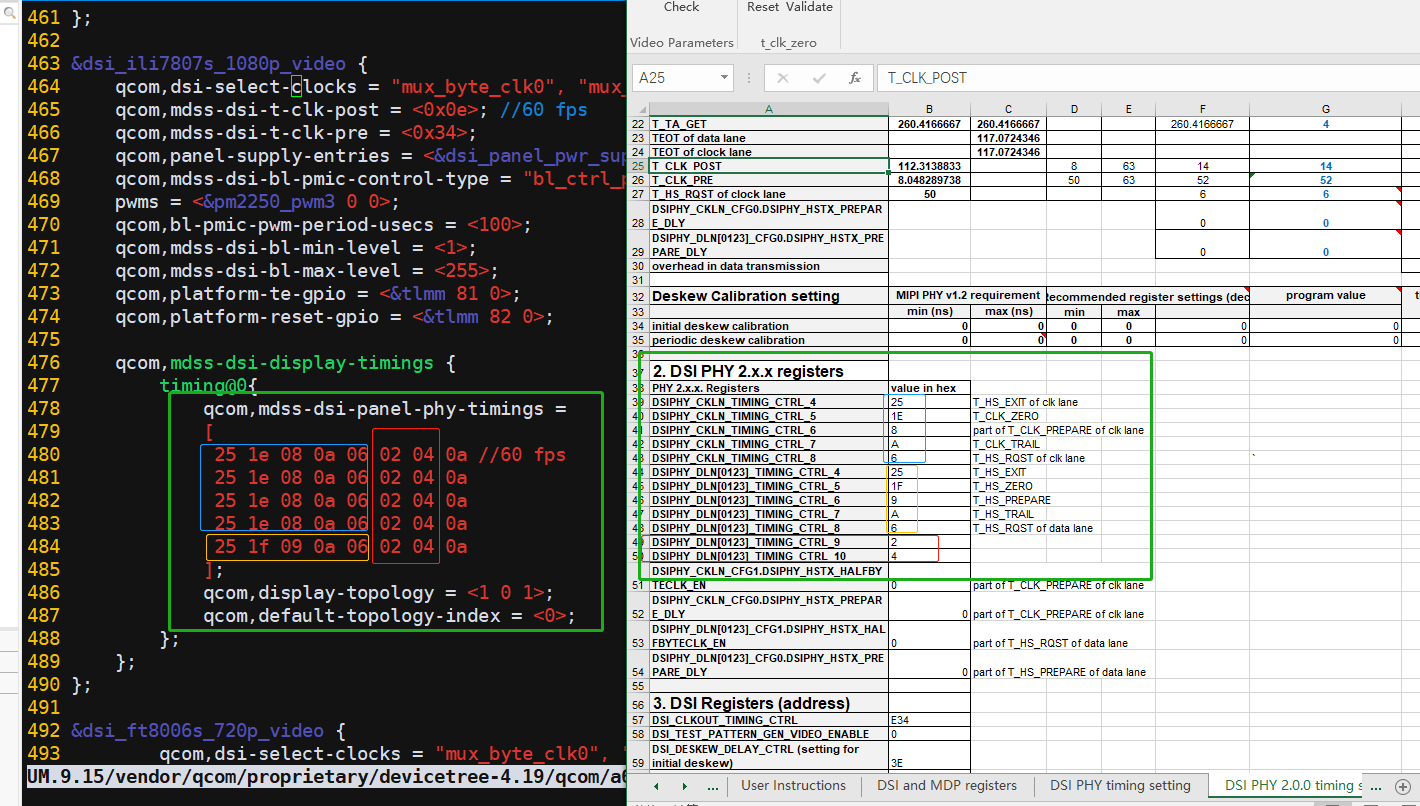 461 };
462
463 &dsi_ili7807s_1080p_video {
464 qcom,dsi-select-clocks = "mux_byte_clk0", "mux_
465 qcom,mdss-dsi-t-clk-post = <0x0e>; //60 fps
466 qcom,mdss-dsi-t-clk-pre = <0x34>;
467 qcom,panel-supply-entries = <&dsi_panel_pwr_sup
468 qcom,mdss-dsi-bl-pmic-control-type = "bl_ctrl_p
469 pwms = <&pm2250_pwm3 0 0>;
470 qcom,bl-pmic-pwm-period-usecs = <100>;
471 qcom,mdss-dsi-bl-min-level = <1>;
472 qcom,mdss-dsi-bl-max-level = <255>;
473 qcom,platform-te-gpio = <&tlmm 81 0>;
474 qcom,platform-reset-gpio = <&tlmm 82 0>;
475
476 qcom,mdss-dsi-display-timings {
477 timing@0{
478 qcom,mdss-dsi-panel-phy-timings =
479 [
480 25 1e 08 0a 06 02 04 0a //60 fps
481 25 1e 08 0a 06 02 04 0a
482 25 1e 08 0a 06 02 04 0a
483 25 1e 08 0a 06 02 04 0a
484 25 1f 09 0a 06 02 04 0a
485 ];
486 qcom,display-topology = <1 0 1>;
487 qcom,default-topology-index = <0>;
488 };
489 };
490 };
491
492 &dsi_ft8006s_720p_video {
493 qcom,dsi-select-clocks = "mux_byte_clk0",
UM.9.15/vendor/qcom/proprietary/devicetree-4.19/qcom/a6
Check Reset Validate
Video Parameters t_clk_zero
A25 fx T_CLK_POST
A B C D E F G
22 T_TA_GET 260.4166667 260.4166667 260.4166667 4
23 TEOT of data lane 117.0724346
24 TEOT of clock lane 117.0724346
25 T_CLK_POST 112.3138833 8 63 14 14
26 T_CLK_PRE 8.048289738 50 63 52 52
27 T_HS_RQST of clock lane 50 6 6
DSIPHY_CKLN_CFG0.DSIPHY_HSTX_PREPAR
28 E_DLY 0 0
DSIPHY_DLN[0123]_CFG0.DSIPHY_HSTX_PRE
29 PARE_DLY 0 0
30 overhead in data transmission
31
32 Deskew Calibration setting MIPI PHY v1.2 requirement Recommended register settings (dec program value
33 min (ns) max (ns) min max
34 initial deskew calibration 0 0 0 0 0 0
35 periodic deskew calibration 0 0 0 0 0 0
36
37 2. DSI PHY 2.x.x registers
38 PHY 2.x.x. Registers value in hex
39 DSIPHY_CKLN_TIMING_CTRL_4 25 T_HS_EXIT of clk lane
40 DSIPHY_CKLN_TIMING_CTRL_5 1E T_CLK_ZERO
41 DSIPHY_CKLN_TIMING_CTRL_6 8 part of T_CLK_PREPARE of clk lane
42 DSIPHY_CKLN_TIMING_CTRL_7 A T_CLK_TRAIL
43 DSIPHY_CKLN_TIMING_CTRL_8 6 T_HS_RQST of clk lane `
44 DSIPHY_DLN[0123]_TIMING_CTRL_4 25 T_HS_EXIT
45 DSIPHY_DLN[0123]_TIMING_CTRL_5 1F T_HS_ZERO
46 DSIPHY_DLN[0123]_TIMING_CTRL_6 9 T_HS_PREPARE
47 DSIPHY_DLN[0123]_TIMING_CTRL_7 A T_HS_TRAIL
48 DSIPHY_DLN[0123]_TIMING_CTRL_8 6 T_HS_RQST of data lane
49 DSIPHY_DLN[0123]_TIMING_CTRL_9 2
50 DSIPHY_DLN[0123]_TIMING_CTRL_10 4
DSIPHY_CKLN_CFG1.DSIPHY_HSTX_HALFBY
51 TECLK_EN 0 part of T_CLK_PREPARE of clk lane
DSIPHY_CKLN_CFG0.DSIPHY_HSTX_PREPAR
52 E_DLY 0 part of T_CLK_PREPARE of clk lane
DSIPHY_DLN[0123]_CFG1.DSIPHY_HSTX_HAL
53 FBYTECLK_EN 0 part of T_HS_RQST of data lane
DSIPHY_DLN[0123]_CFG0.DSIPHY_HSTX_PRE
54 PARE_DLY 0 part of T_HS_PREPARE of data lane
55
56 3. DSI Registers (address)
57 DSI_CLKOUT_TIMING_CTRL E34
58 DSI_TEST_PATTERN_GEN_VIDEO_ENABLE 0
DSI_DESKEW_DELAY_CTRL (setting for
59 initial deskew) 3E
... User Instructions DSI and MDP registers DSI PHY timing setting DSI PHY 2.0.0 timing s ...